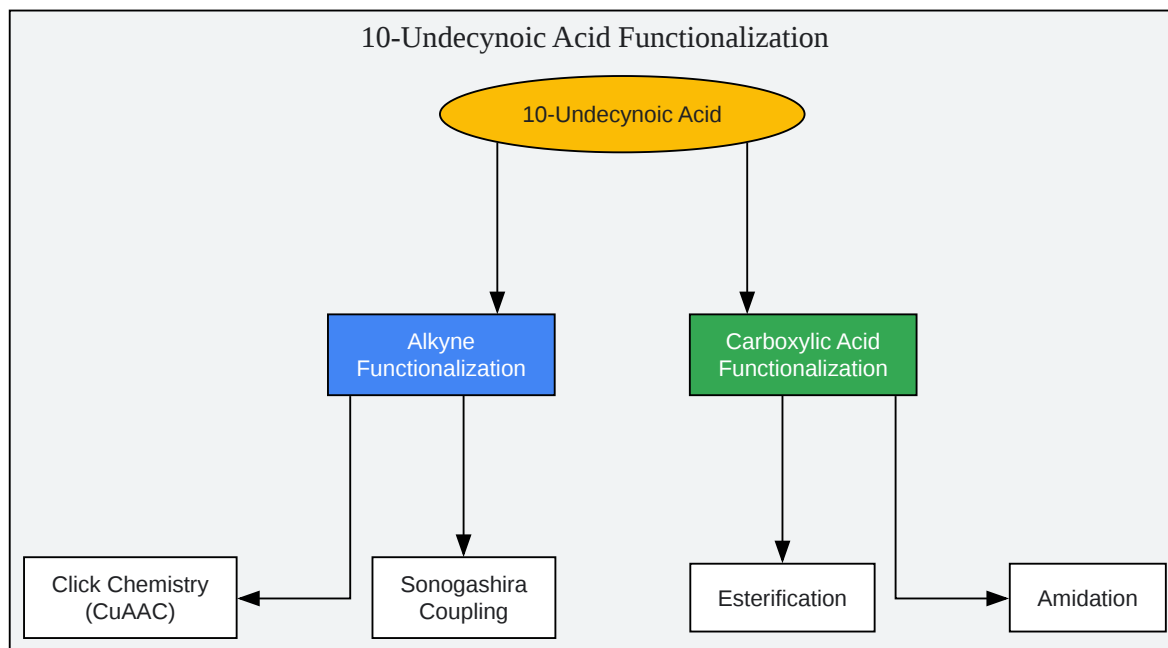 10-Undecynoic Acid Functionalization
10-Undecynoic Acid
Alkyne
Functionalization
Carboxylic Acid
Functionalization
Click Chemistry
(CuAAC)
Sonogashira
Coupling
Esterification
Amidation